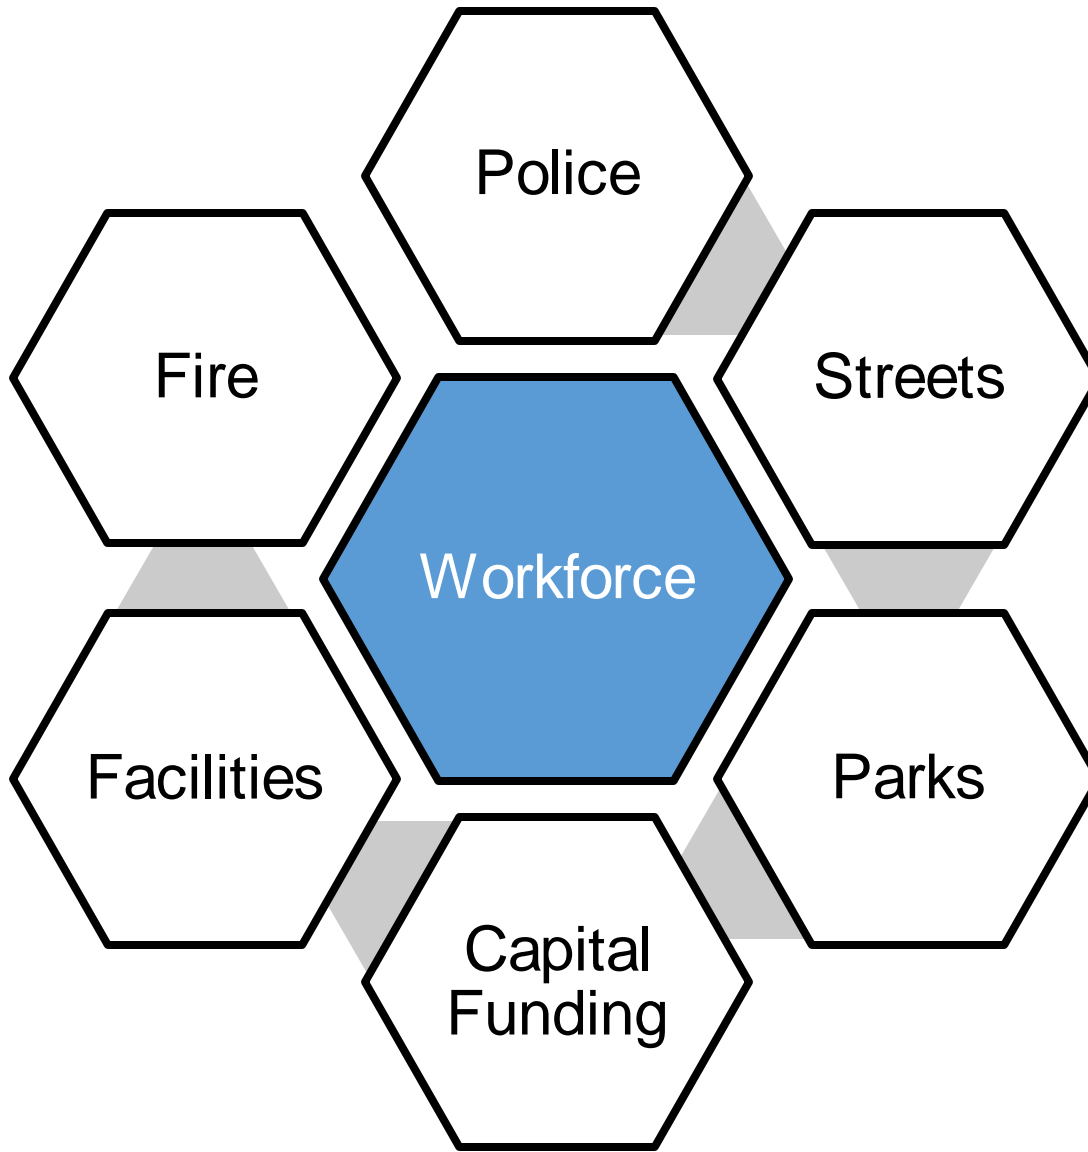 Police
Fire
Streets
Workforce
Facilities
Parks
Capital
Funding